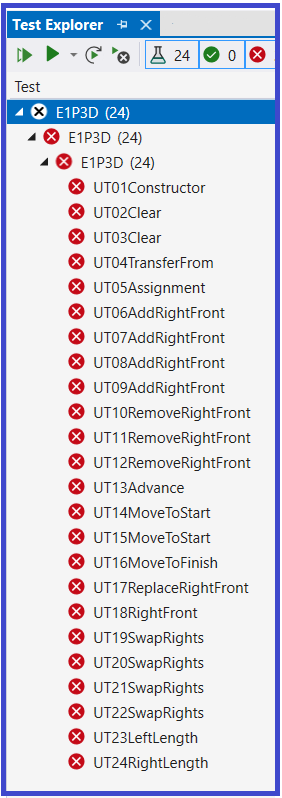 Test Explorer
24 0
Test
E1P3D (24)
E1P3D (24)
E1P3D (24)
UT01Constructor
UT02Clear
UT03Clear
UT04TransferFrom
UT05Assignment
UT06AddRightFront
UT07AddRightFront
UT08AddRightFront
UT09AddRightFront
UT10RemoveRightFront
UT11RemoveRightFront
UT12RemoveRightFront
UT13Advance
UT14MoveToStart
UT15MoveToStart
UT16MoveToFinish
UT17ReplaceRightFront
UT18RightFront
UT19SwapRights
UT20SwapRights
UT21SwapRights
UT22SwapRights
UT23LeftLength
UT24RightLength